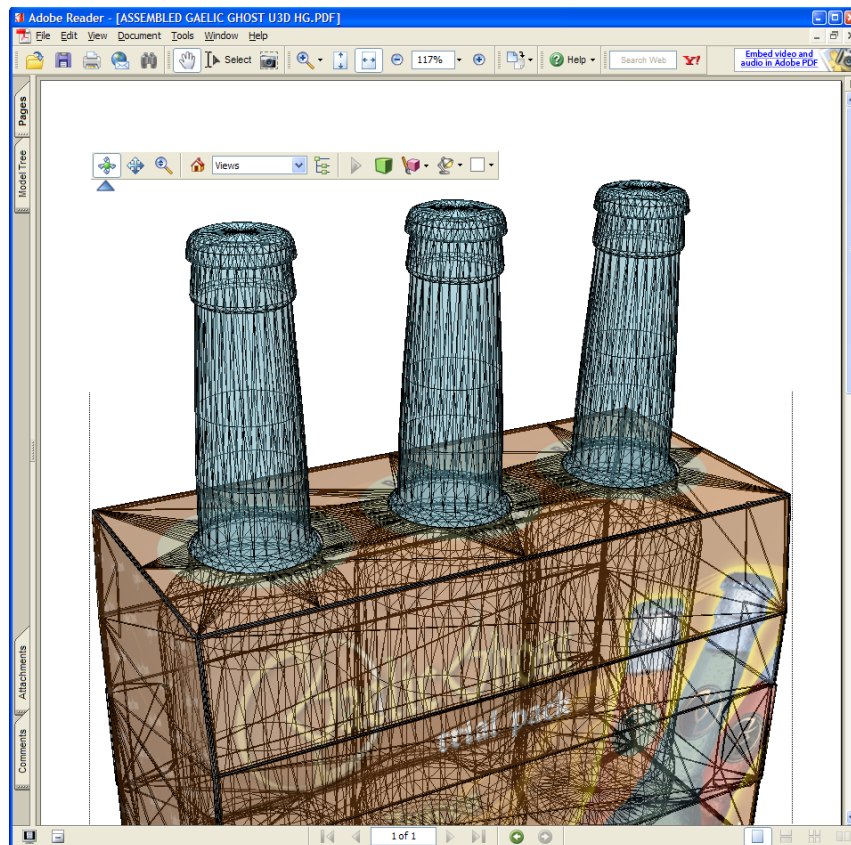 Adobe Reader - [ASSEMBLED GAELIC GHOST U3D HG.PDF]
File Edit View Document Tools Window Help
Select
117%
Help
Search Web
Y!
Embed video and
audio in Adobe PDF
Pages
Model Tree
Views
Gaelic Ghost
trial pack
Attachments
Comments
1 of 1